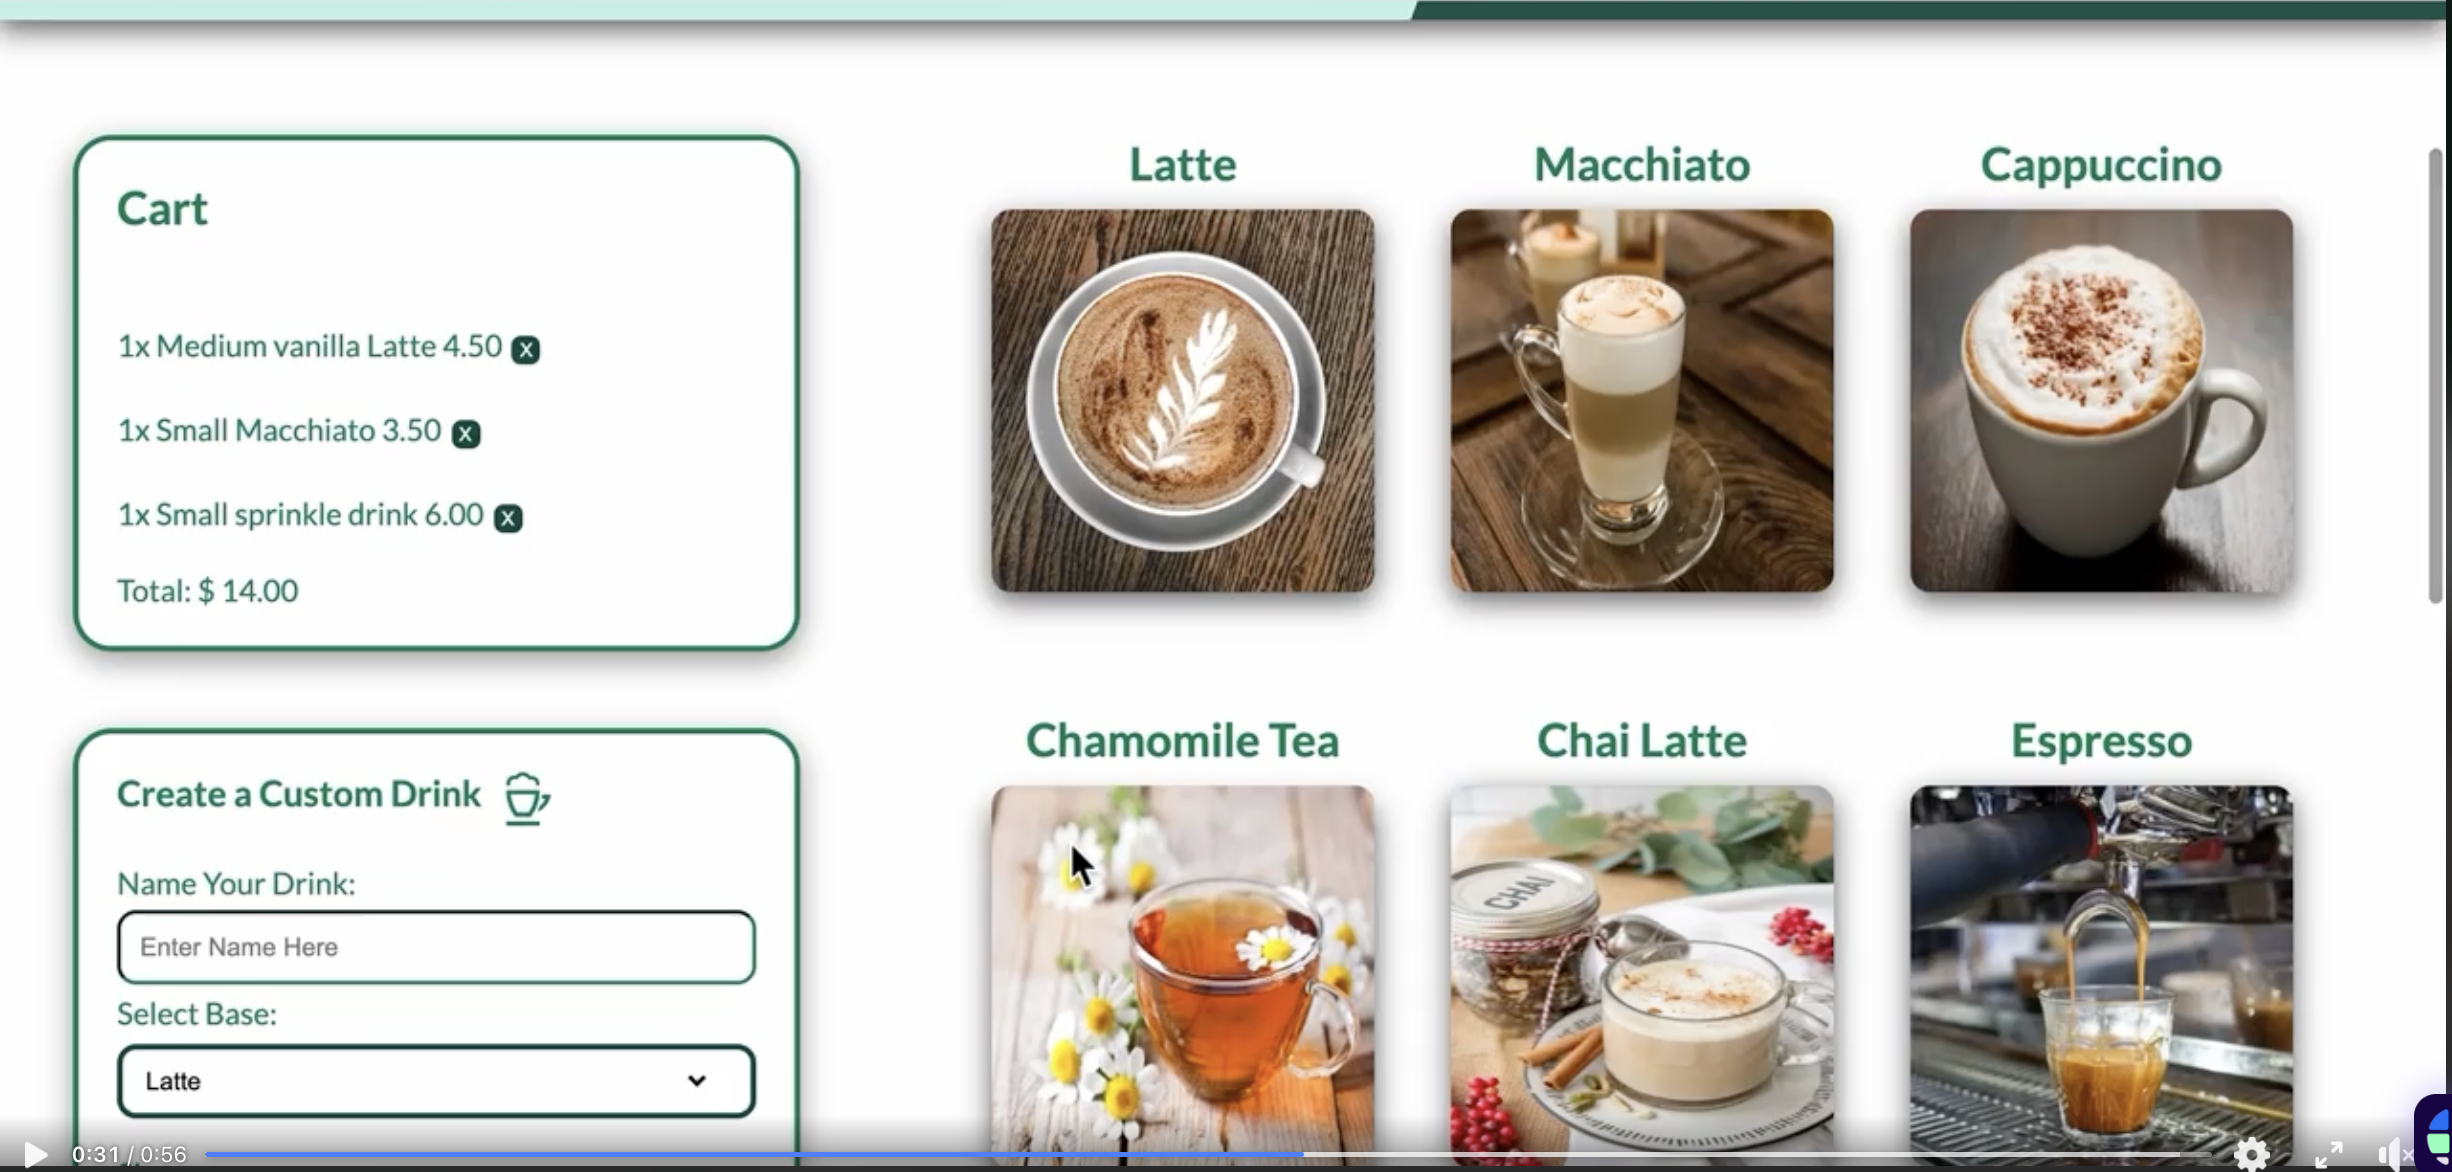 Cart
1x Medium vanilla Latte 4.50 X
1x Small Macchiato 3.50 X
1x Small sprinkle drink 6.00 X
Total: $ 14.00
Create a Custom Drink
Name Your Drink:
Enter Name Here
Select Base:
Latte
Latte
Macchiato
Cappuccino
Chamomile Tea
Chai Latte
Espresso
CHAI
0:31 / 0:56